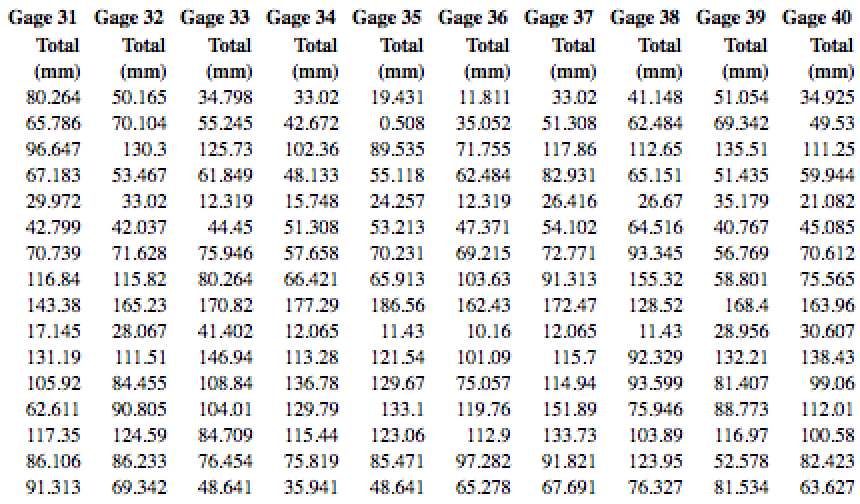 Gage 31 Gage 32 Gage 33 Gage 34 Gage 35 Gage 36 Gage 37 Gage 38 Gage 39 Gage 40
Total Total Total Total Total Total Total Total Total Total
(mm) (mm) (mm) (mm) (mm) (mm) (mm) (mm) (mm) (mm)
80.264 50.165 34.798 33.02 19.431 11.811 33.02 41.148 51.054 34.925
65.786 70.104 55.245 42.672 0.508 35.052 51.308 62.484 69.342 49.53
96.647 130.3 125.73 102.36 89.535 71.755 117.86 112.65 135.51 111.25
67.183 53.467 61.849 48.133 55.118 62.484 82.931 65.151 51.435 59.944
29.972 33.02 12.319 15.748 24.257 12.319 26.416 26.67 35.179 21.082
42.799 42.037 44.45 51.308 53.213 47.371 54.102 64.516 40.767 45.085
70.739 71.628 75.946 57.658 70.231 69.215 72.771 93.345 56.769 70.612
116.84 115.82 80.264 66.421 65.913 103.63 91.313 155.32 58.801 75.565
143.38 165.23 170.82 177.29 186.56 162.43 172.47 128.52 168.4 163.96
17.145 28.067 41.402 12.065 11.43 10.16 12.065 11.43 28.956 30.607
131.19 111.51 146.94 113.28 121.54 101.09 115.7 92.329 132.21 138.43
105.92 84.455 108.84 136.78 129.67 75.057 114.94 93.599 81.407 99.06
62.611 90.805 104.01 129.79 133.1 119.76 151.89 75.946 88.773 112.01
117.35 124.59 84.709 115.44 123.06 112.9 133.73 103.89 116.97 100.58
86.106 86.233 76.454 75.819 85.471 97.282 91.821 123.95 52.578 82.423
91.313 69.342 48.641 35.941 48.641 65.278 67.691 76.327 81.534 63.627